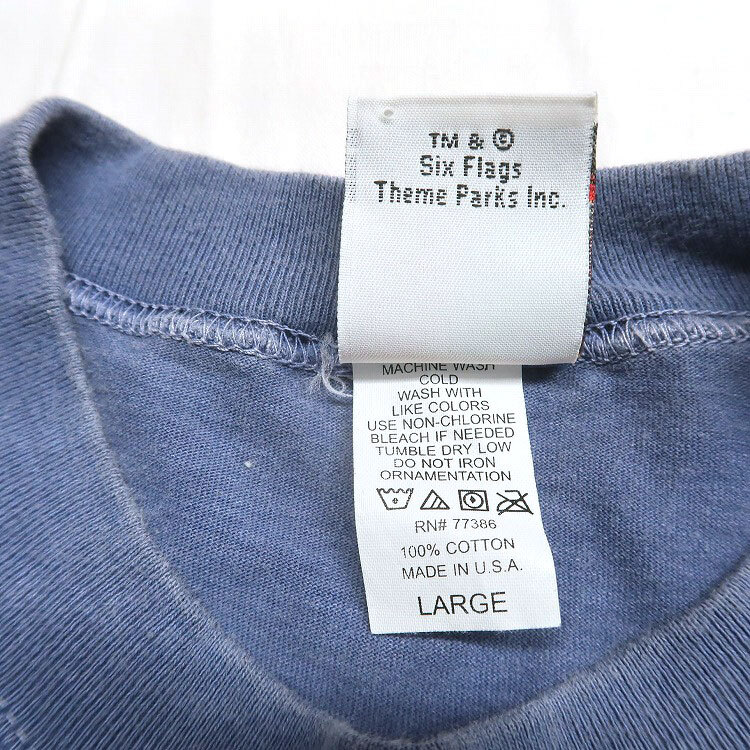 TM & ©
Six Flags
Theme Parks Inc.
MACHINE WASH
COLD
WASH WITH
LIKE COLORS
USE NON-CHLORINE
BLEACH IF NEEDED
TUMBLE DRY LOW
DO NOT IRON
ORNAMENTATION
RN# 77386
100% COTTON
MADE IN U.S.A.
LARGE